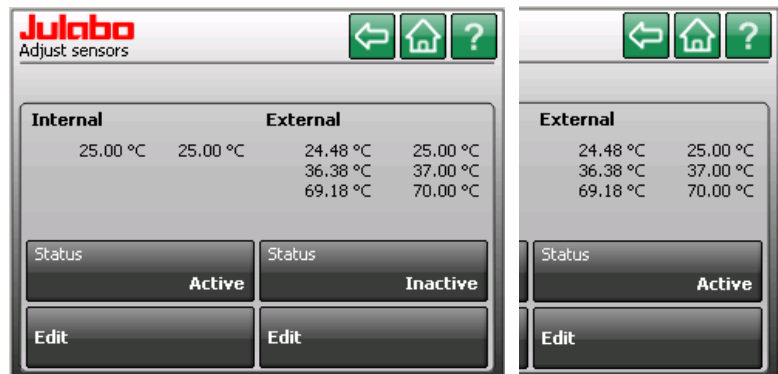 Julabo
Adjust sensors
?
Internal
External
25.00 °C 25.00 °C
24.48 °C 25.00 °C
36.38 °C 37.00 °C
69.18 °C 70.00 °C
Status
Active
Status
Inactive
Edit
Edit
?
External
24.48 °C 25.00 °C
36.38 °C 37.00 °C
69.18 °C 70.00 °C
Status
Active
Edit